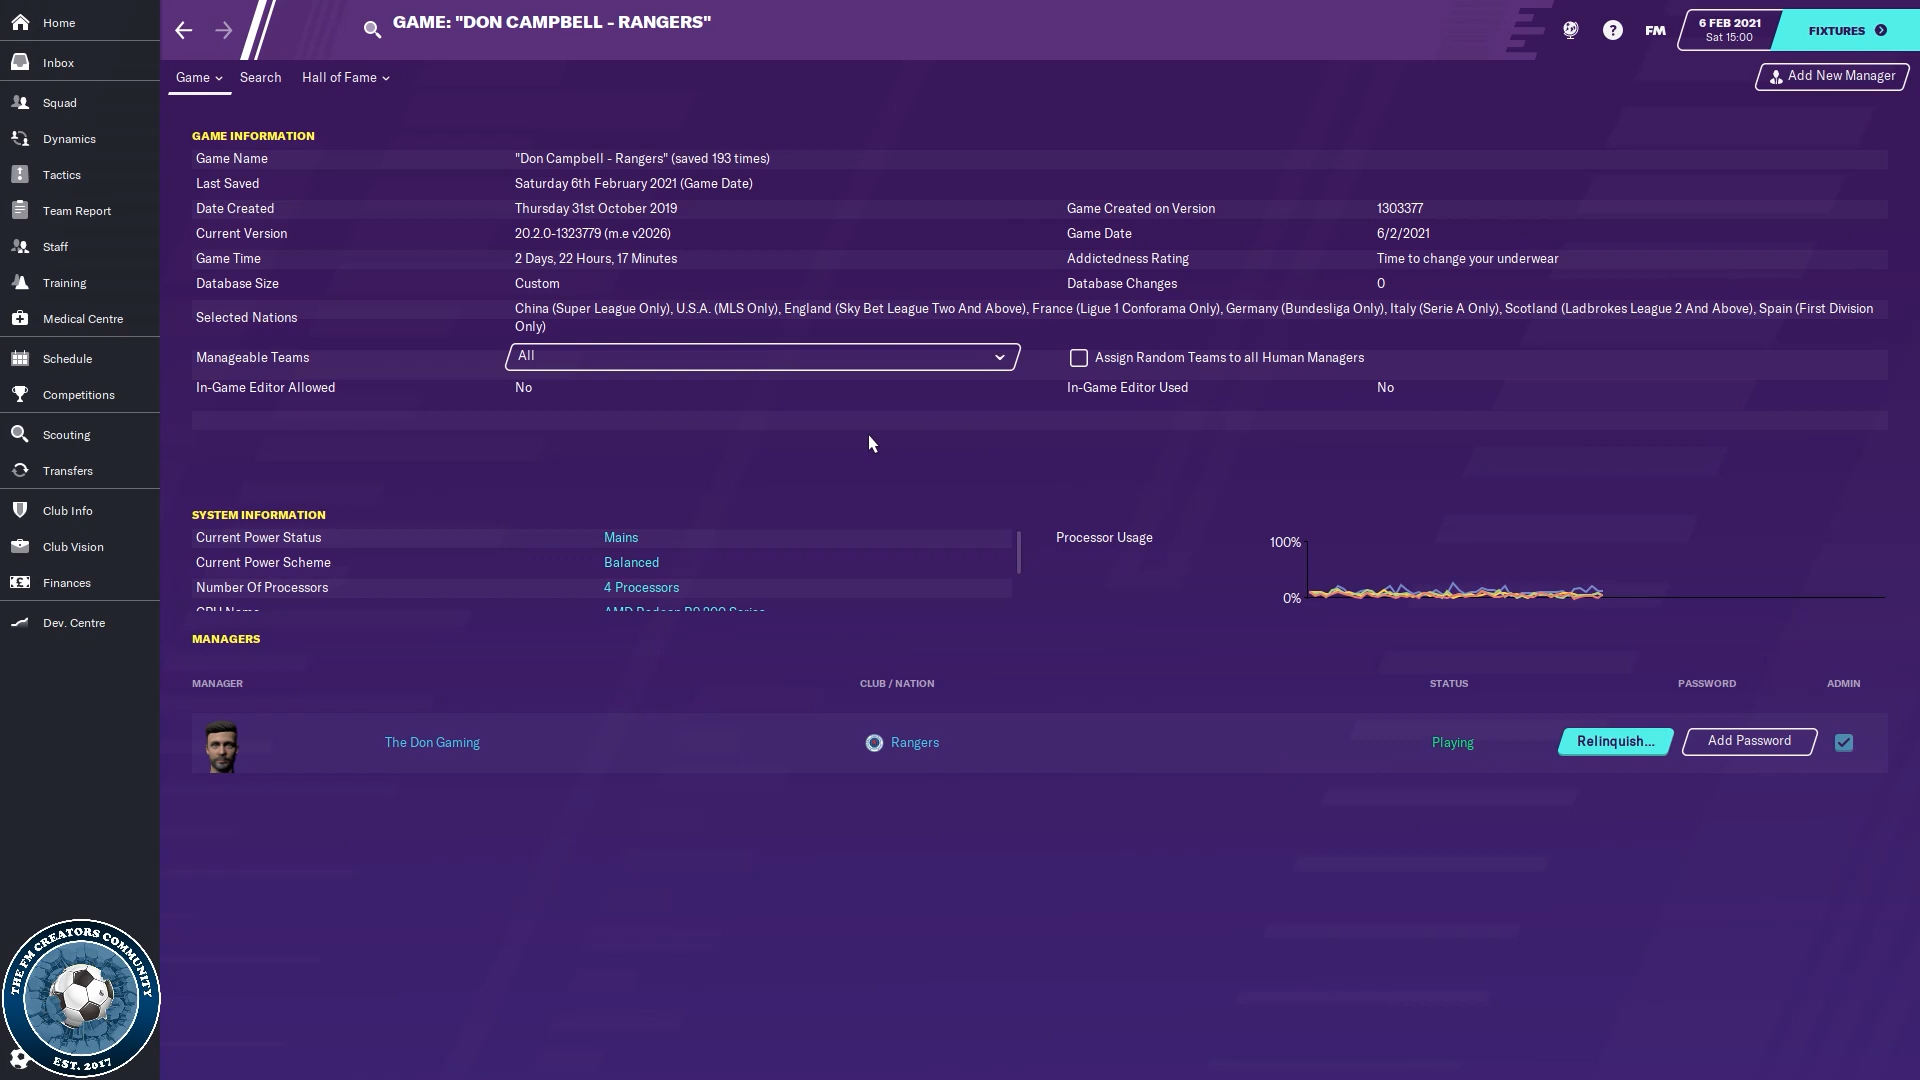 GAME: "DON CAMPBELL - RANGERS"
FM
6 FEB 2021
Sat 15:00
FIXTURES
Game
Search
Hall of Fame
Add New Manager
Home
Inbox
Squad
Dynamics
Tactics
Team Report
Staff
Training
Medical Centre
Schedule
Competitions
Scouting
Transfers
Club Info
Club Vision
Finances
Dev. Centre
THE FM CREATORS COMMUNITY
EST. 2017
GAME INFORMATION
Game Name "Don Campbell - Rangers" (saved 193 times)
Last Saved Saturday 6th February 2021 (Game Date)
Date Created Thursday 31st October 2019 Game Created on Version 1303377
Current Version 20.2.0-1323779 (m.e v2026) Game Date 6/2/2021
Game Time 2 Days, 22 Hours, 17 Minutes Addictedness Rating Time to change your underwear
Database Size Custom Database Changes 0
Selected Nations China (Super League Only), U.S.A. (MLS Only), England (Sky Bet League Two And Above), France (Ligue 1 Conforama Only), Germany (Bundesliga Only), Italy (Serie A Only), Scotland (Ladbrokes League 2 And Above), Spain (First Division
Only)
Manageable Teams All Assign Random Teams to all Human Managers
In-Game Editor Allowed No In-Game Editor Used No
SYSTEM INFORMATION
Current Power Status Mains Processor Usage 100%
Current Power Scheme Balanced
Number Of Processors 4 Processors 0%
MANAGERS
MANAGER CLUB / NATION STATUS PASSWORD ADMIN
The Don Gaming Rangers Playing Relinquish... Add Password